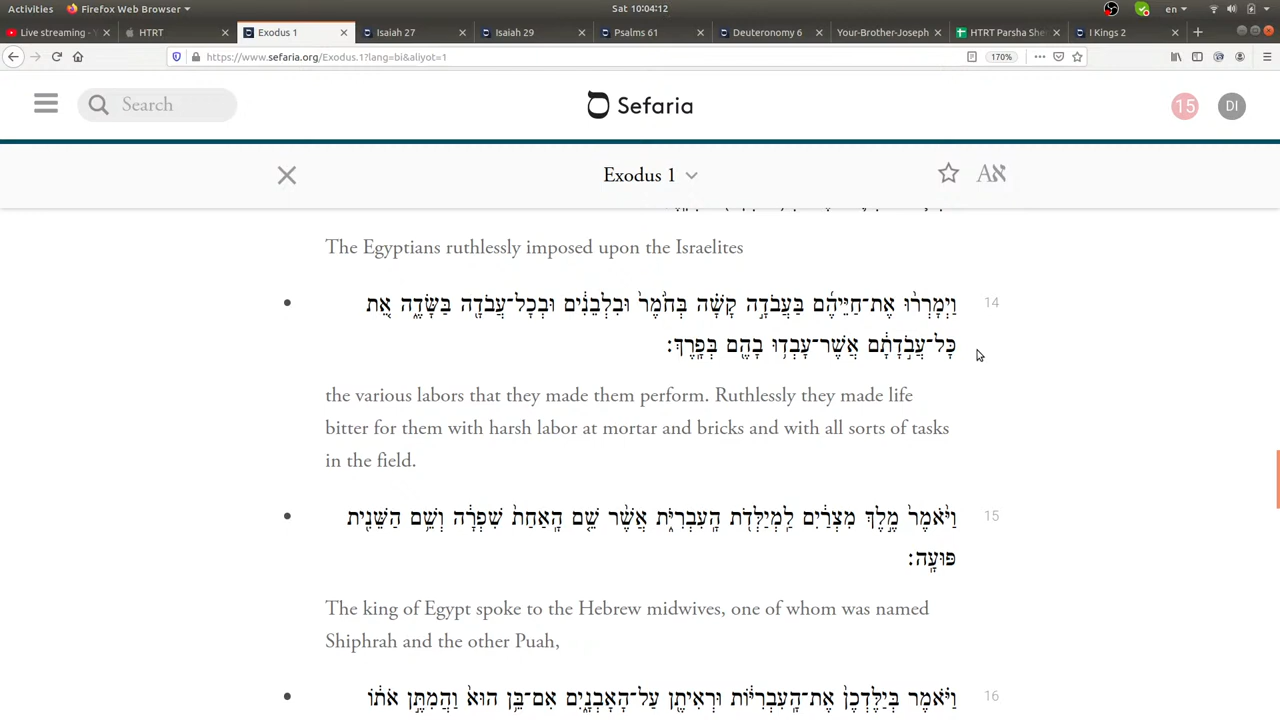 Activities
Firefox Web Browser
Sat 10:04:12
en
Live streaming - Y
HTRT
Exodus 1
Isaiah 27
Isaiah 29
Psalms 61
Deuteronomy 6
Your-Brother-Joseph
HTRT Parsha She
I Kings 2
https://www.sefaria.org/Exodus.1?lang=bi&aliyot=1
170%
Search
Sefaria
15
DI
Exodus 1
The Egyptians ruthlessly imposed upon the Israelites
14
וַיְמָרְר֨וּ אֶת־חַיֵּיהֶ֜ם בַּעֲבֹדָ֣ה קָשָׁ֗ה בְּחֹ֙מֶר֙ וּבִלְבֵנִ֔ים וּבְכׇל־עֲבֹדָ֖ה בַּשָּׂדֶ֑ה אֵ֚ת
כׇּל־עֲבֹ֣דָתָ֔ם אֲשֶׁר־עָבְד֥וּ בָהֶ֖ם בְּפָֽרֶךְ׃
the various labors that they made them perform. Ruthlessly they made life
bitter for them with harsh labor at mortar and bricks and with all sorts of tasks
in the field.
15
וַיֹּ֙אמֶר֙ מֶ֣לֶךְ מִצְרַ֔יִם לַֽמְיַלְּדֹ֖ת הָֽעִבְרִיֹּ֑ת אֲשֶׁ֨ר שֵׁ֤ם הָֽאַחַת֙ שִׁפְרָ֔ה וְשֵׁ֥ם הַשֵּׁנִ֖ית
פּוּעָֽה׃
The king of Egypt spoke to the Hebrew midwives, one of whom was named
Shiphrah and the other Puah,
16
וַיֹּ֗אמֶר בְּיַלֶּדְכֶן֙ אֶת־הָֽעִבְרִיּ֔וֹת וּרְאִיתֶ֖ן עַל־הָאׇבְנָ֑יִם אִם־בֵּ֥ן הוּא֙ וַהֲמִתֶּ֣ן אֹת֔וֹ